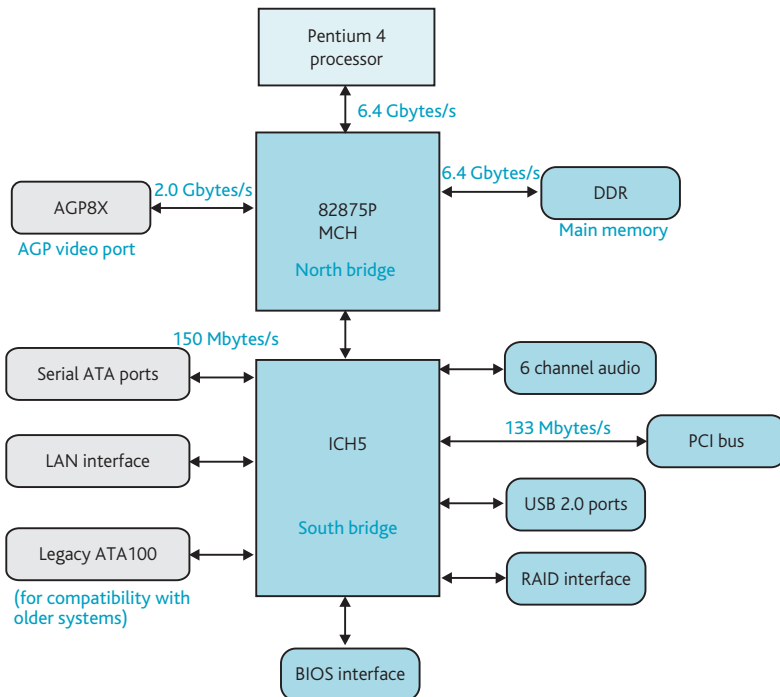 Pentium 4
processor
6.4 Gbytes/s
2.0 Gbytes/s
6.4 Gbytes/s
AGP8X
AGP video port
82875P
MCH
North bridge
DDR
Main memory
150 Mbytes/s
Serial ATA ports
6 channel audio
LAN interface
ICH5
133 Mbytes/s
PCI bus
South bridge
USB 2.0 ports
Legacy ATA100
(for compatibility with
older systems)
RAID interface
BIOS interface